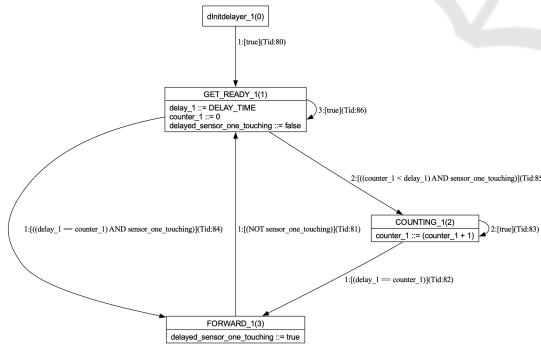 dInitdelayer_1(0)
1:[true](Tid:80)
GET_READY_1(1)
delay_1 ::= DELAY_TIME
counter_1 ::= 0
delayed_sensor_one_touching ::= false
3:[true](Tid:86)
2:[((counter_1 < delay_1) AND sensor_one_touching)](Tid:85
1:[((delay_1 == counter_1) AND sensor_one_touching)](Tid:84)
1:[(NOT sensor_one_touching)](Tid:81)
COUNTING_1(2)
counter_1 ::= (counter_1 + 1)
2:[true](Tid:83)
1:[(delay_1 == counter_1)](Tid:82)
FORWARD_1(3)
delayed_sensor_one_touching ::= true